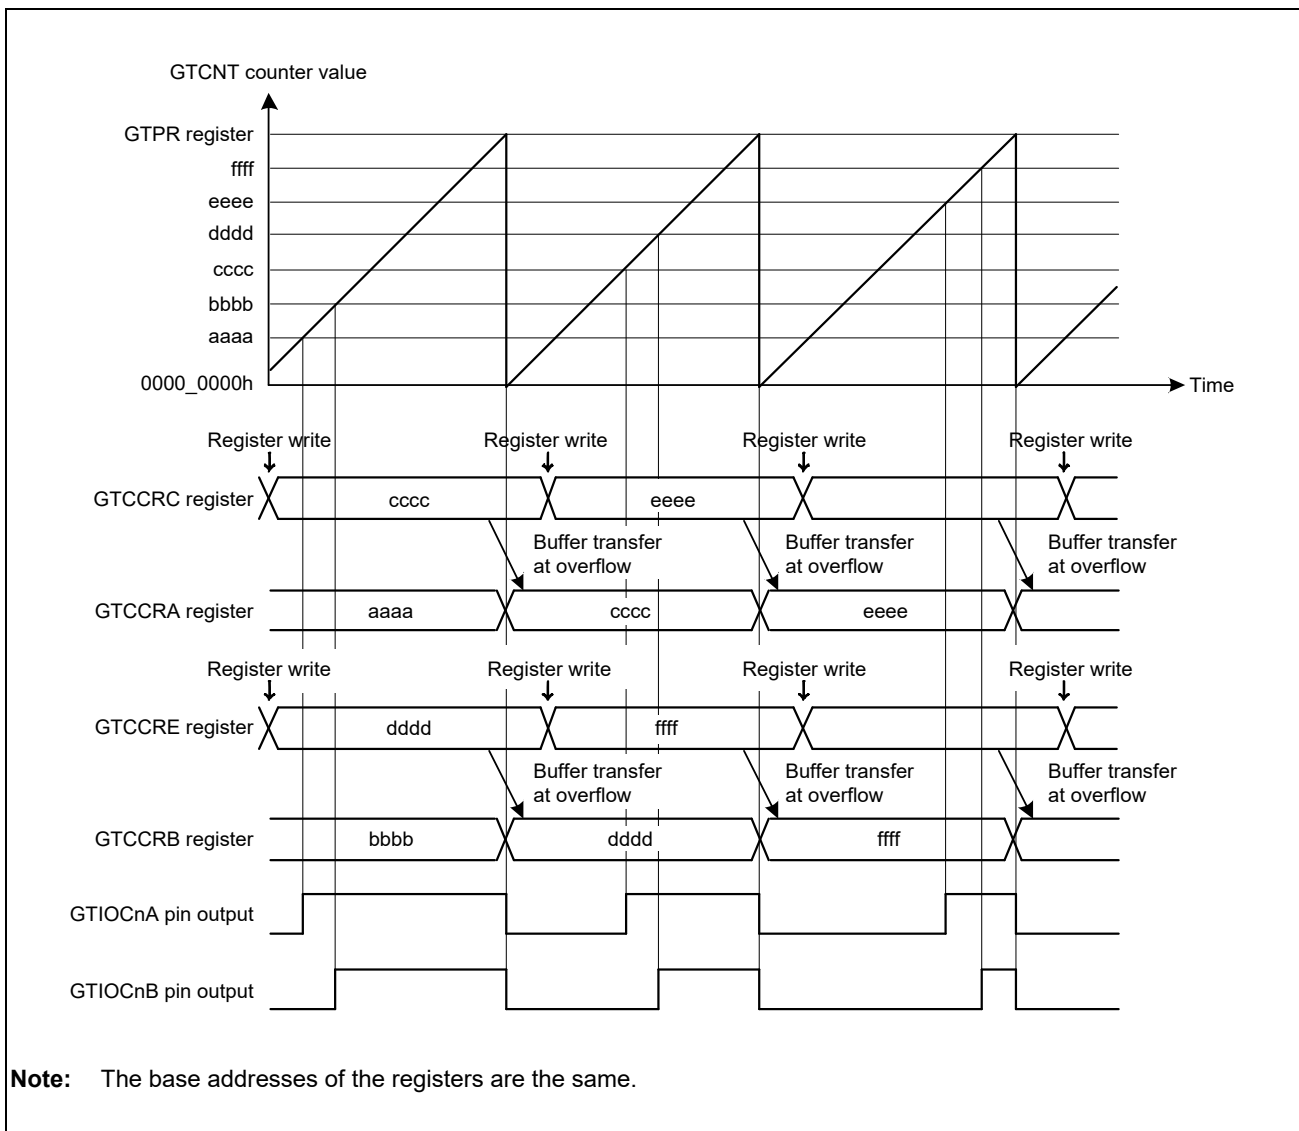 GTCNT counter value
GTPR register
ffff
eeee
dddd
cccc
bbbb
aaaa
0000_0000h
Time
Register write Register write Register write Register write
GTCCRC register cccc eeee
Buffer transfer Buffer transfer Buffer transfer
at overflow at overflow at overflow
GTCCRA register aaaa cccc eeee
Register write Register write Register write Register write
GTCCRE register dddd ffff
Buffer transfer Buffer transfer Buffer transfer
at overflow at overflow at overflow
GTCCRB register bbbb dddd ffff
GTIOCnA pin output
GTIOCnB pin output
Note: The base addresses of the registers are the same.